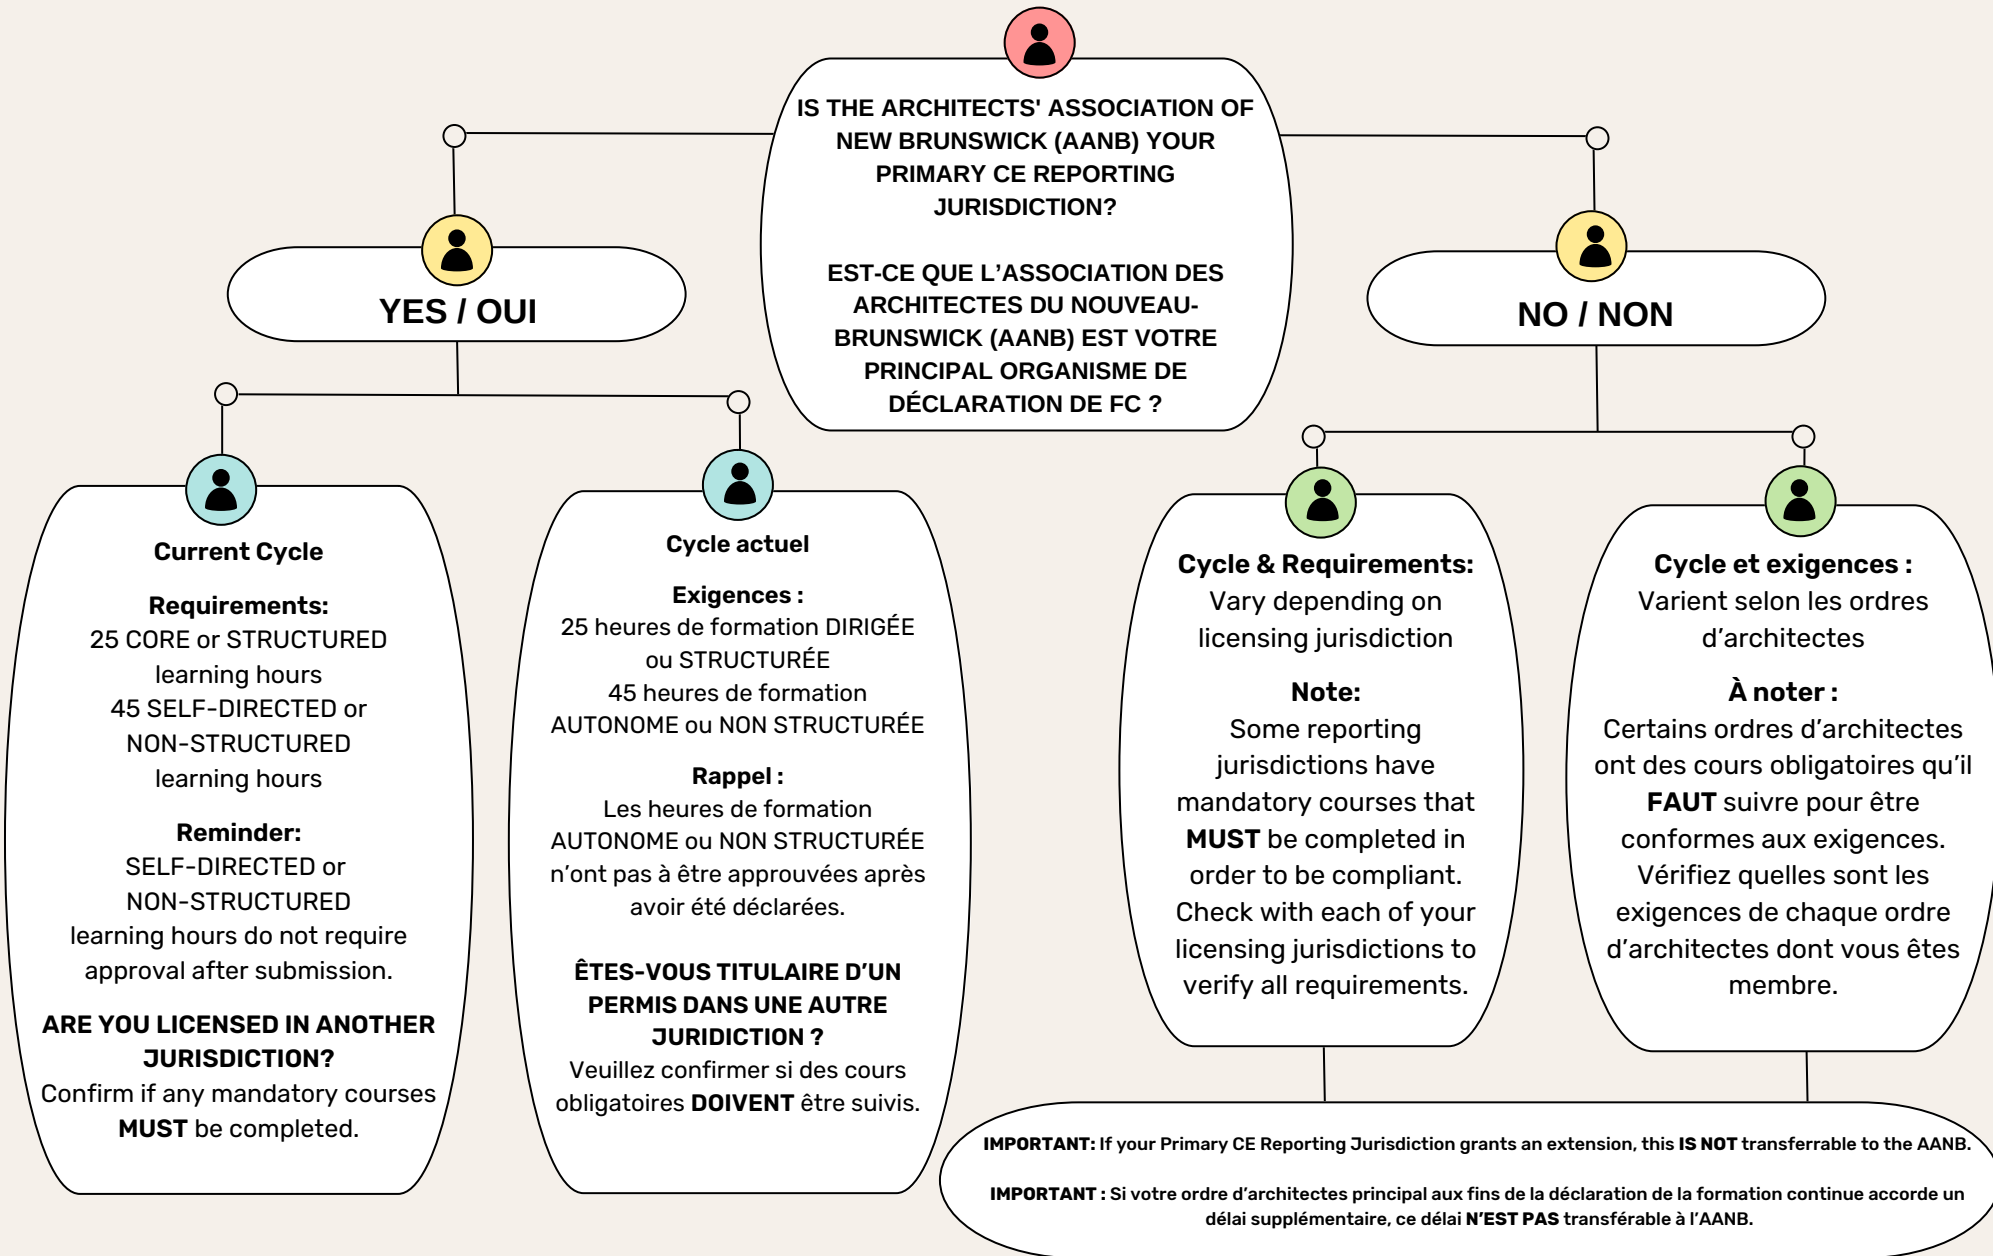 IS THE ARCHITECTS' ASSOCIATION OF
NEW BRUNSWICK (AANB) YOUR
PRIMARY CE REPORTING
JURISDICTION?
EST-CE QUE L'ASSOCIATION DES
ARCHITECTES DU NOUVEAU-
BRUNSWICK (AANB) EST VOTRE
PRINCIPAL ORGANISME DE
DÉCLARATION DE FC ?
YES / OUI
NO / NON
Current Cycle
Requirements:
25 CORE or STRUCTURED
learning hours
45 SELF-DIRECTED or
NON-STRUCTURED
learning hours
Reminder:
SELF-DIRECTED or
NON-STRUCTURED
learning hours do not require
approval after submission.
ARE YOU LICENSED IN ANOTHER
JURISDICTION?
Confirm if any mandatory courses
MUST be completed.
Cycle actuel
Exigences :
25 heures de formation DIRIGÉE
ou STRUCTURÉE
45 heures de formation
AUTONOME ou NON STRUCTURÉE
Rappel :
Les heures de formation
AUTONOME ou NON STRUCTURÉE
n'ont pas à être approuvées après
avoir été déclarées.
ÊTES-VOUS TITULAIRE D'UN
PERMIS DANS UNE AUTRE
JURIDICTION ?
Veuillez confirmer si des cours
obligatoires DOIVENT être suivis.
Cycle & Requirements:
Vary depending on
licensing jurisdiction
Note:
Some reporting
jurisdictions have
mandatory courses that
MUST be completed in
order to be compliant.
Check with each of your
licensing jurisdictions to
verify all requirements.
Cycle et exigences :
Varient selon les ordres
d'architectes
À noter :
Certains ordres d'architectes
ont des cours obligatoires qu'il
FAUT suivre pour être
conformes aux exigences.
Vérifiez quelles sont les
exigences de chaque ordre
d'architectes dont vous êtes
membre.
IMPORTANT: If your Primary CE Reporting Jurisdiction grants an extension, this IS NOT transferrable to the AANB.
IMPORTANT : Si votre ordre d'architectes principal aux fins de la déclaration de la formation continue accorde un
délai supplémentaire, ce délai N'EST PAS transférable à l'AANB.